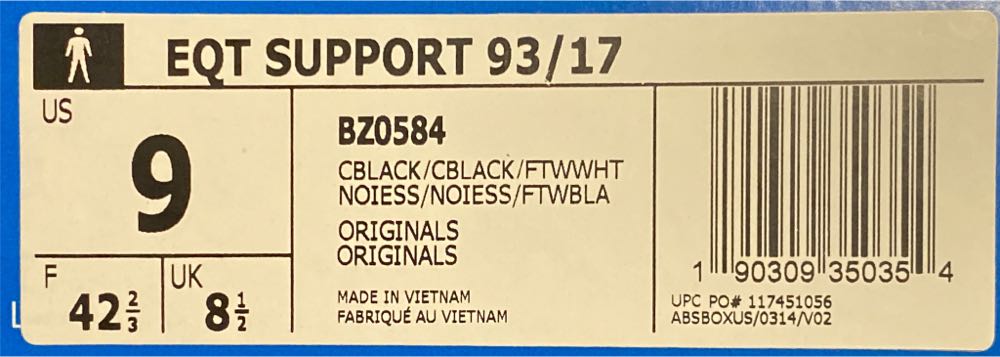 EQT SUPPORT 93/17
US
9
F
42 2/3
UK
8 1/2
BZ0584
CBLACK/CBLACK/FTWWHT
NOIESS/NOIESS/FTWBLA
ORIGINALS
ORIGINALS
MADE IN VIETNAM
FABRIQUÉ AU VIETNAM
1 90309 35035 4
UPC PO# 117451056
ABSBOXUS/0314/V02